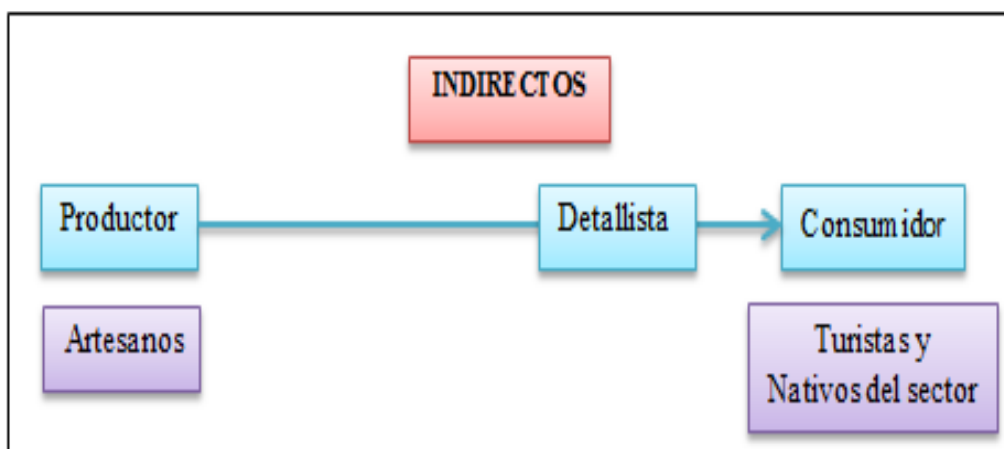 INDIRECTOS
Productor
Detallista
Consumidor
Artesanos
Turistas y
Nativos del sector